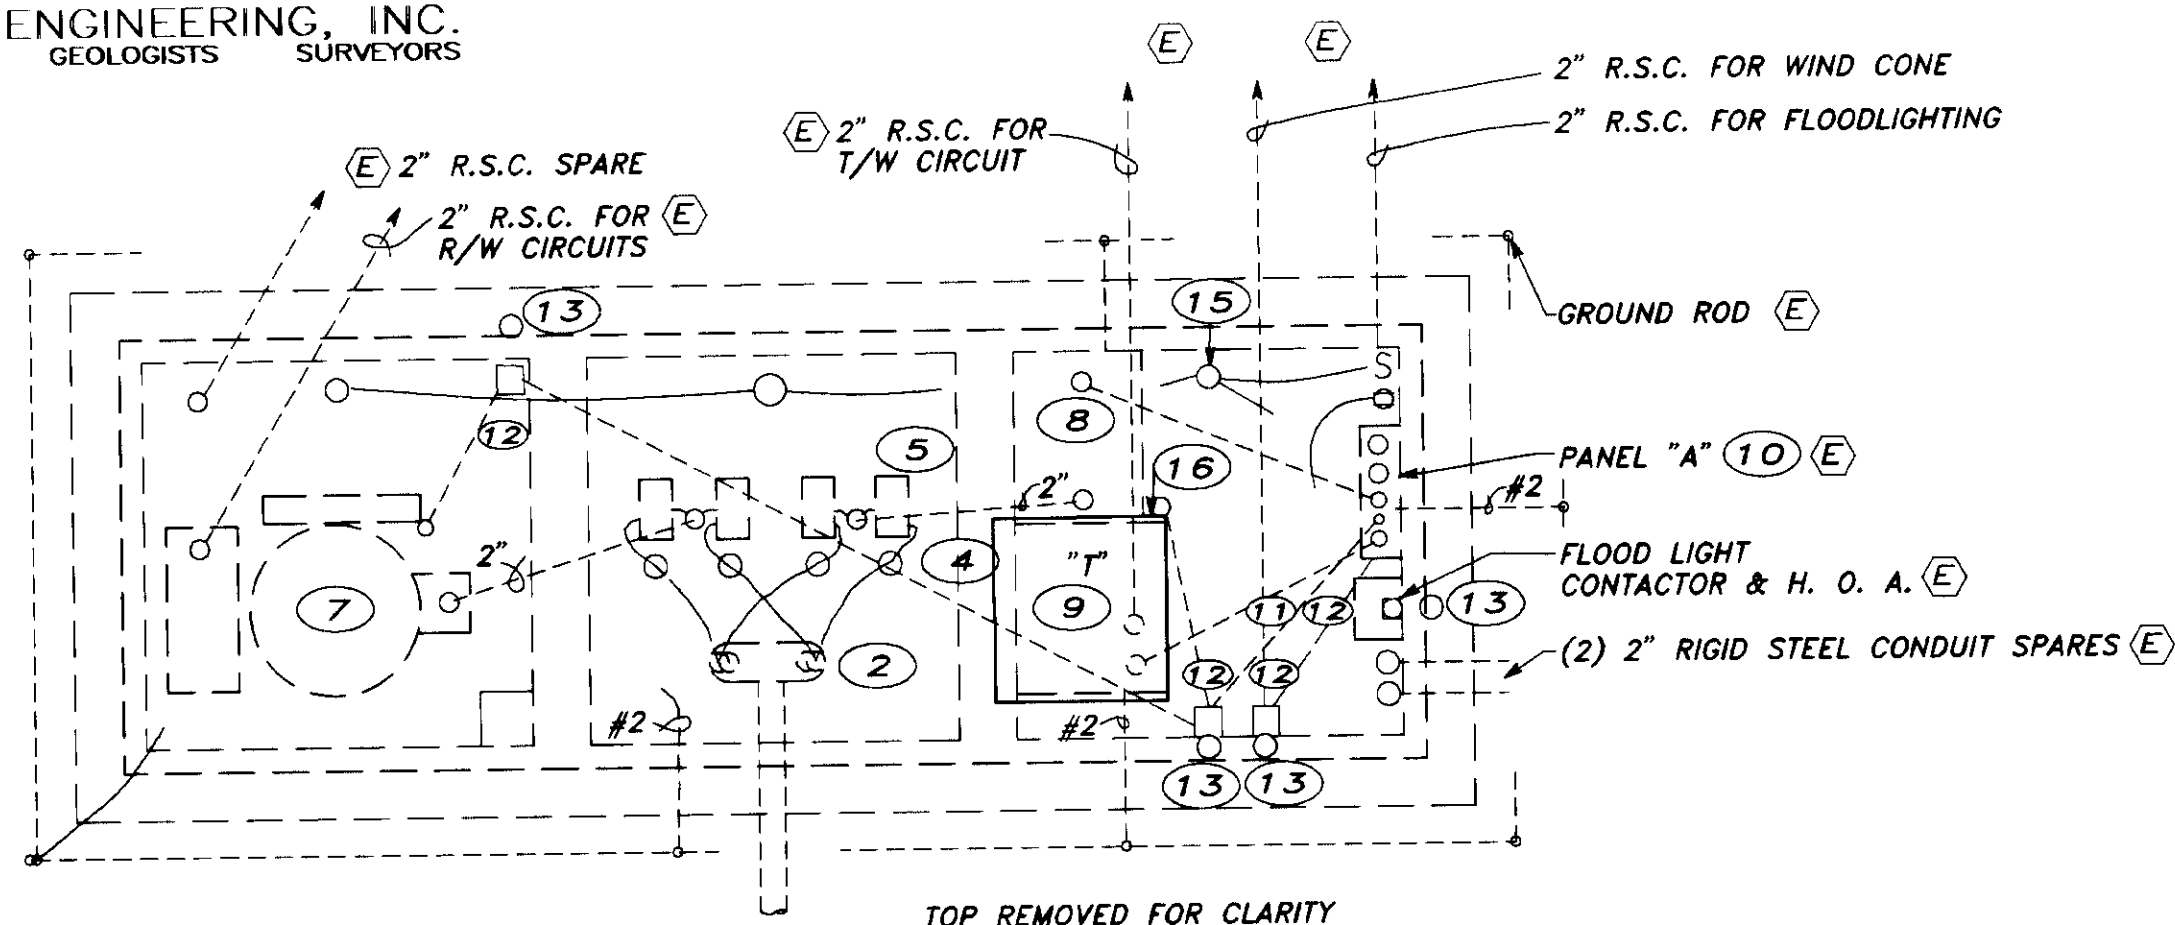 ENGINEERING, INC.
GEOLOGISTS SURVEYORS
E E
2" R.S.C. FOR WIND CONE
2" R.S.C. FOR FLOODLIGHTING
E 2" R.S.C. FOR
T/W CIRCUIT
E 2" R.S.C. SPARE
2" R.S.C. FOR E
R/W CIRCUITS
13
15
GROUND ROD E
S
8
12
5
16
PANEL "A" 10 E
2"
#2
2"
4
"T"
FLOOD LIGHT
CONTACTOR & H. O. A. E
7
9
11
12
13
(2) 2" RIGID STEEL CONDUIT SPARES E
2
12
12
#2
#2
13
13
TOP REMOVED FOR CLARITY